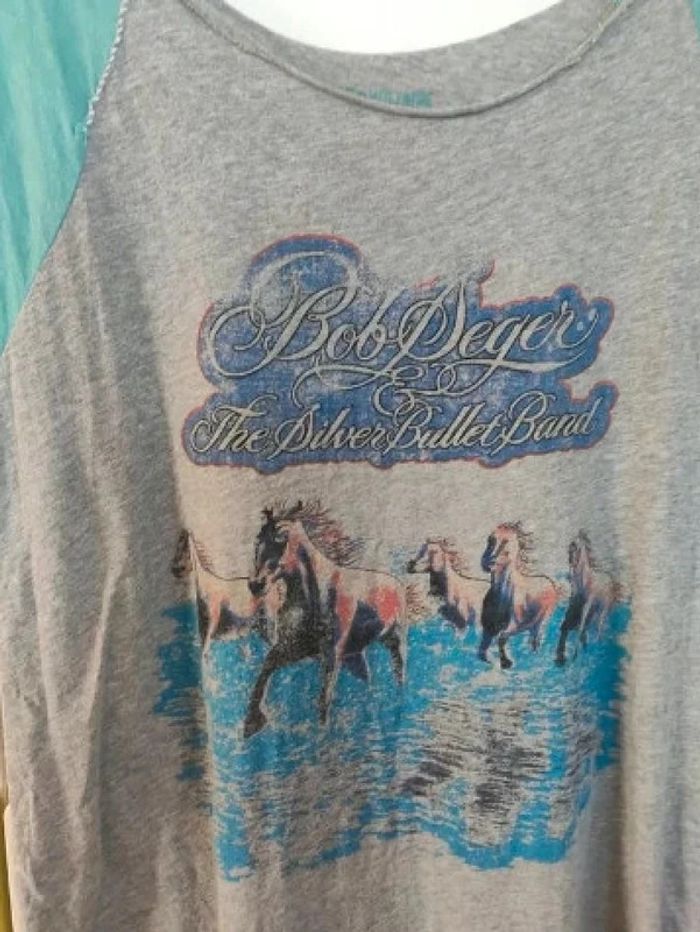 Bob Seger
&
The Silver Bullet Band